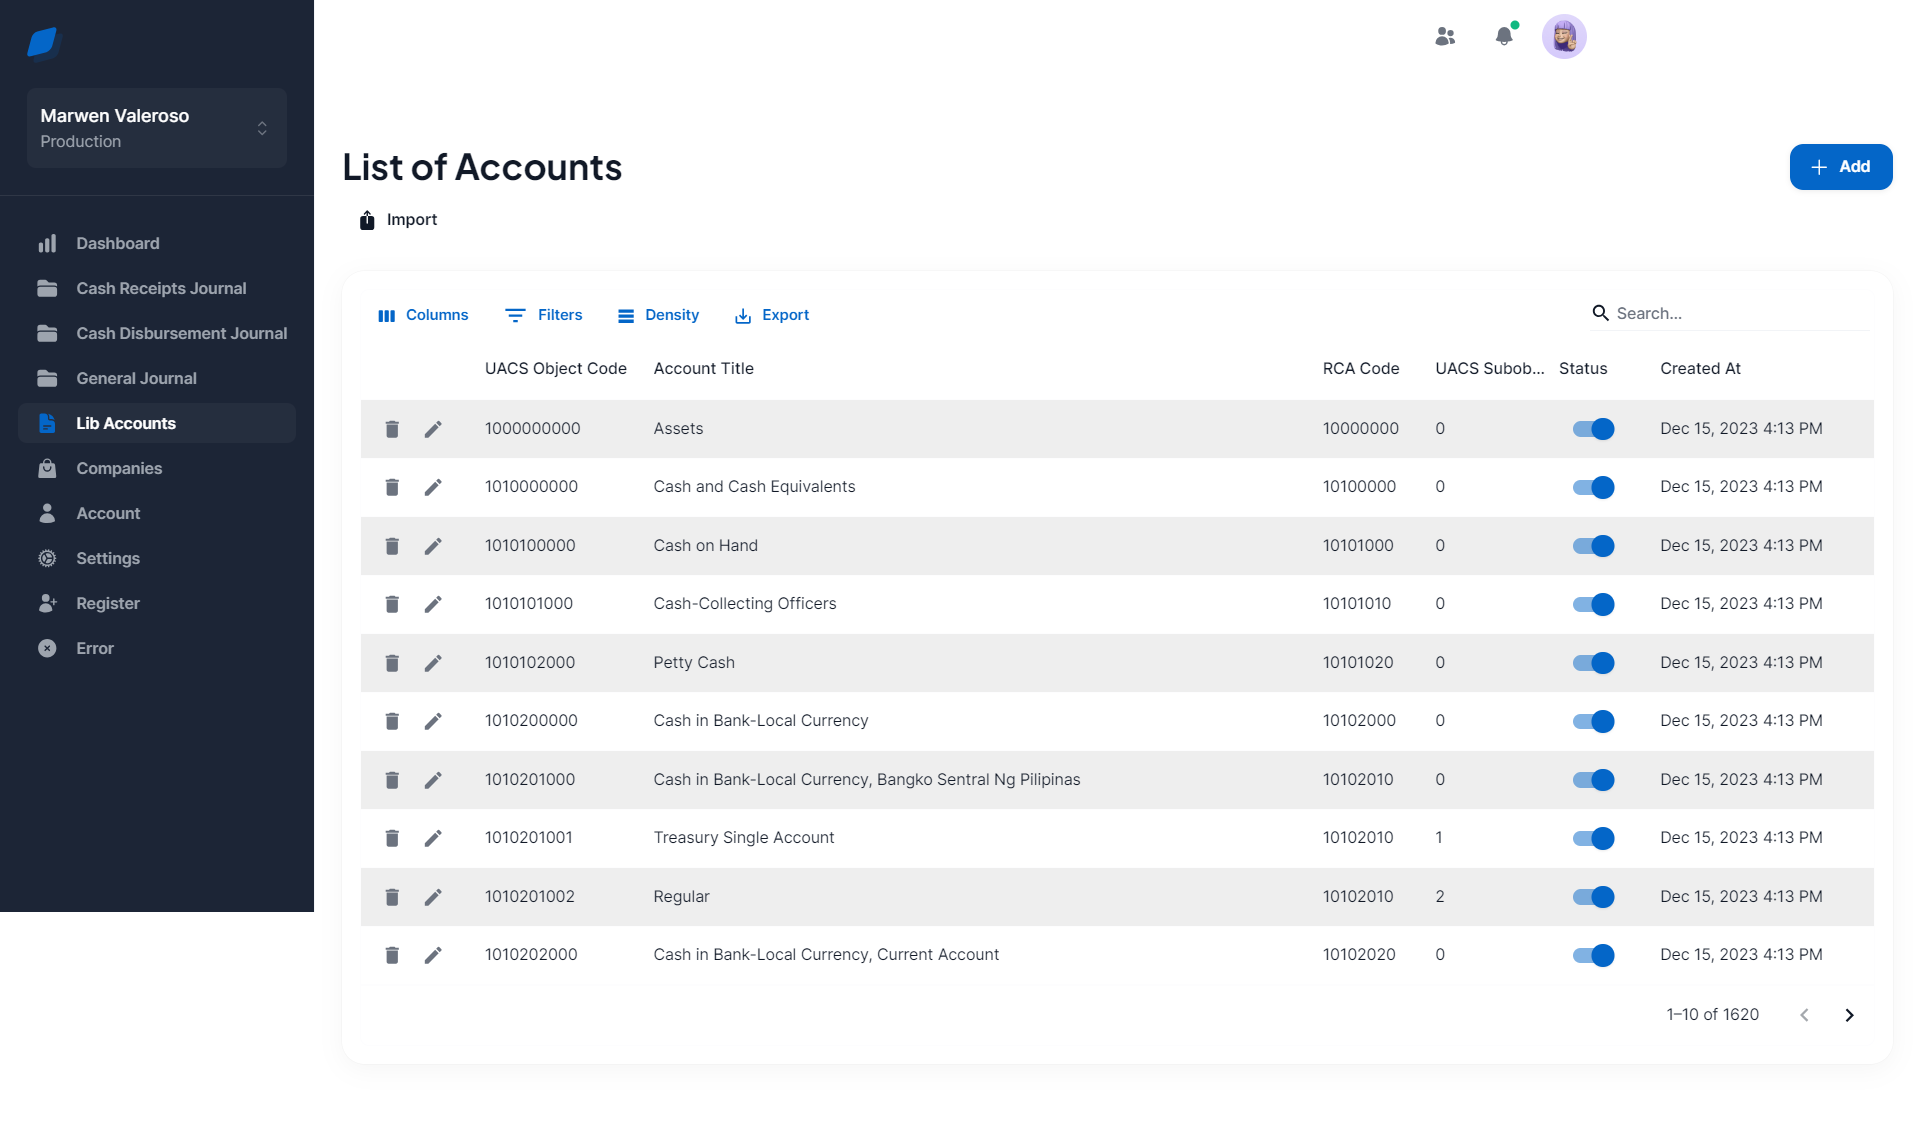 Marwen Valeroso
Production
Dashboard
Cash Receipts Journal
Cash Disbursement Journal
General Journal
Lib Accounts
Companies
Account
Settings
Register
Error
List of Accounts
Add
Import
Columns Filters Density Export Search...
UACS Object Code Account Title RCA Code UACS Subob... Status Created At
1000000000 Assets 10000000 0 Dec 15, 2023 4:13 PM
1010000000 Cash and Cash Equivalents 10100000 0 Dec 15, 2023 4:13 PM
1010100000 Cash on Hand 10101000 0 Dec 15, 2023 4:13 PM
1010101000 Cash-Collecting Officers 10101010 0 Dec 15, 2023 4:13 PM
1010102000 Petty Cash 10101020 0 Dec 15, 2023 4:13 PM
1010200000 Cash in Bank-Local Currency 10102000 0 Dec 15, 2023 4:13 PM
1010201000 Cash in Bank-Local Currency, Bangko Sentral Ng Pilipinas 10102010 0 Dec 15, 2023 4:13 PM
1010201001 Treasury Single Account 10102010 1 Dec 15, 2023 4:13 PM
1010201002 Regular 10102010 2 Dec 15, 2023 4:13 PM
1010202000 Cash in Bank-Local Currency, Current Account 10102020 0 Dec 15, 2023 4:13 PM
1–10 of 1620